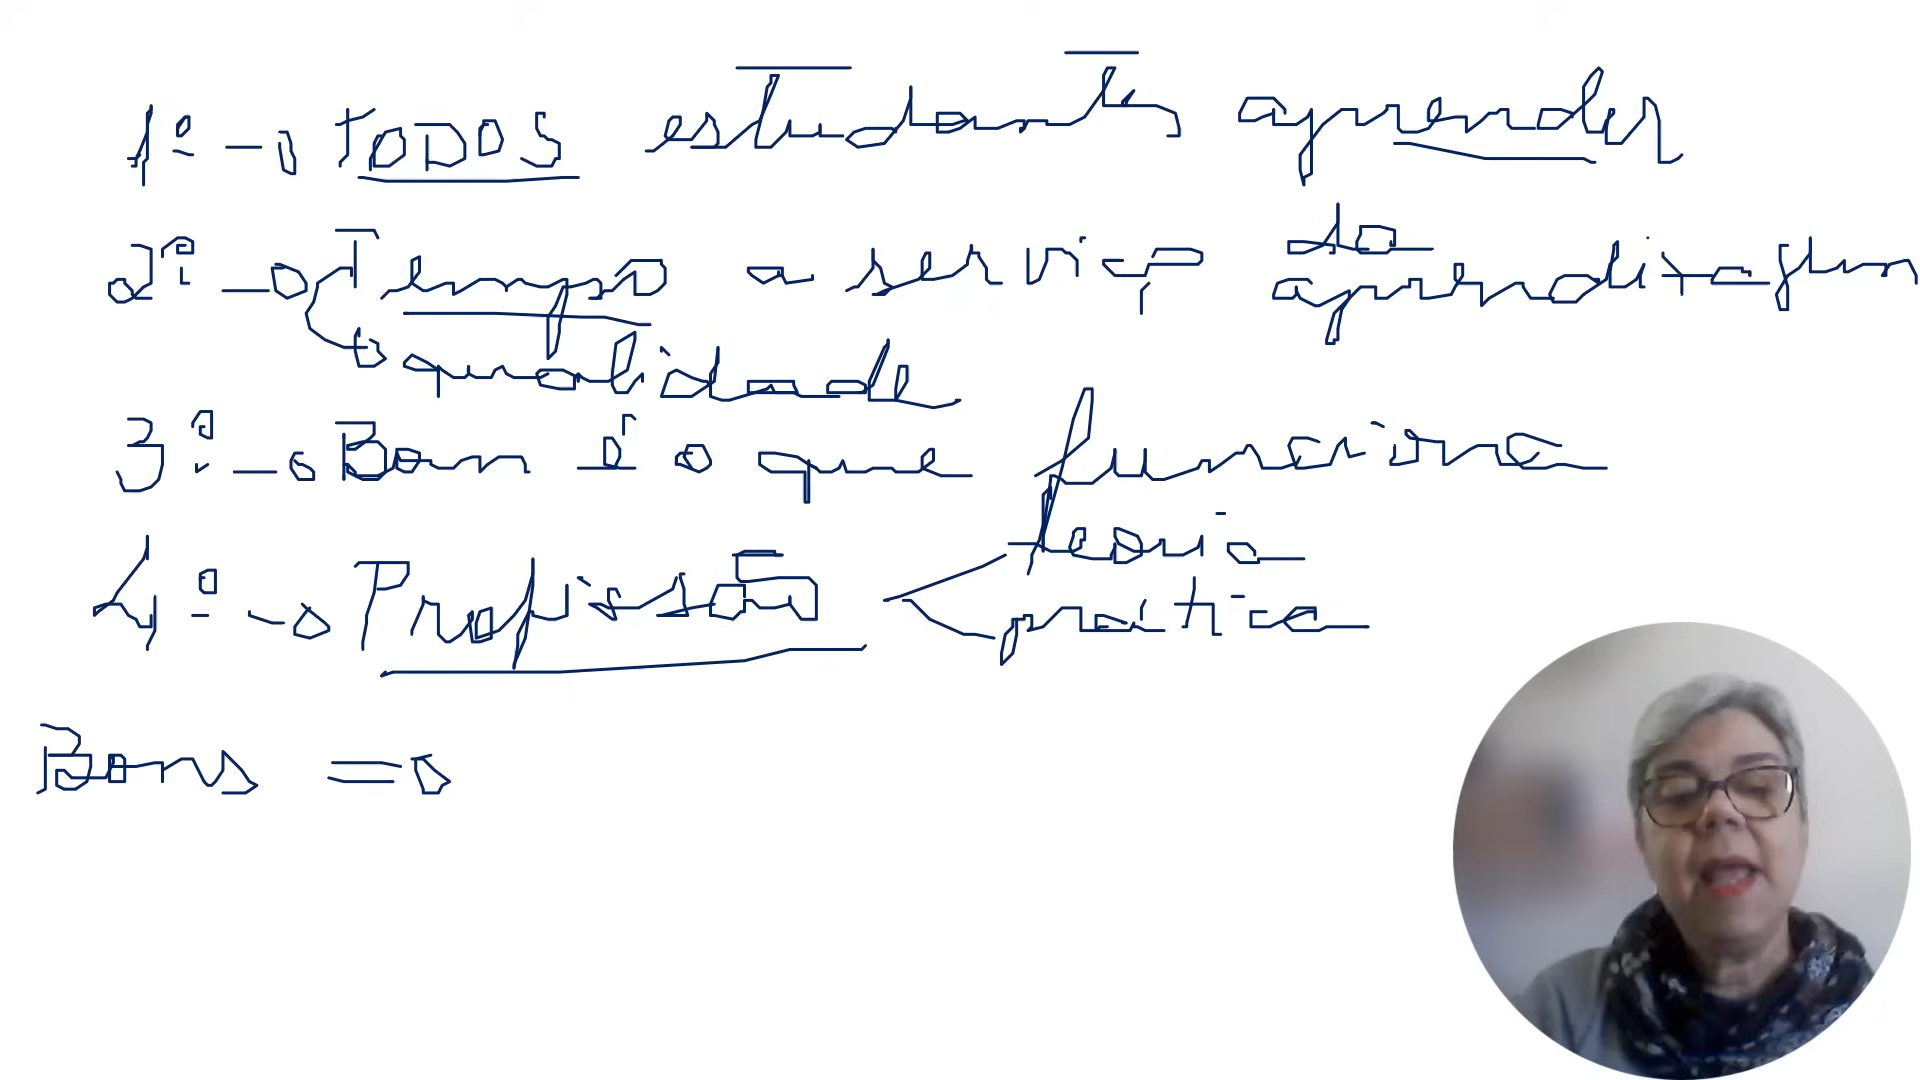 1º → TODOS estudantes aprender
2º → Tempo a serviço da aprendizagem
→ qualidade
3º → Bom é o que funciona
4º → Profissão teoria
prática
Bons ⇒